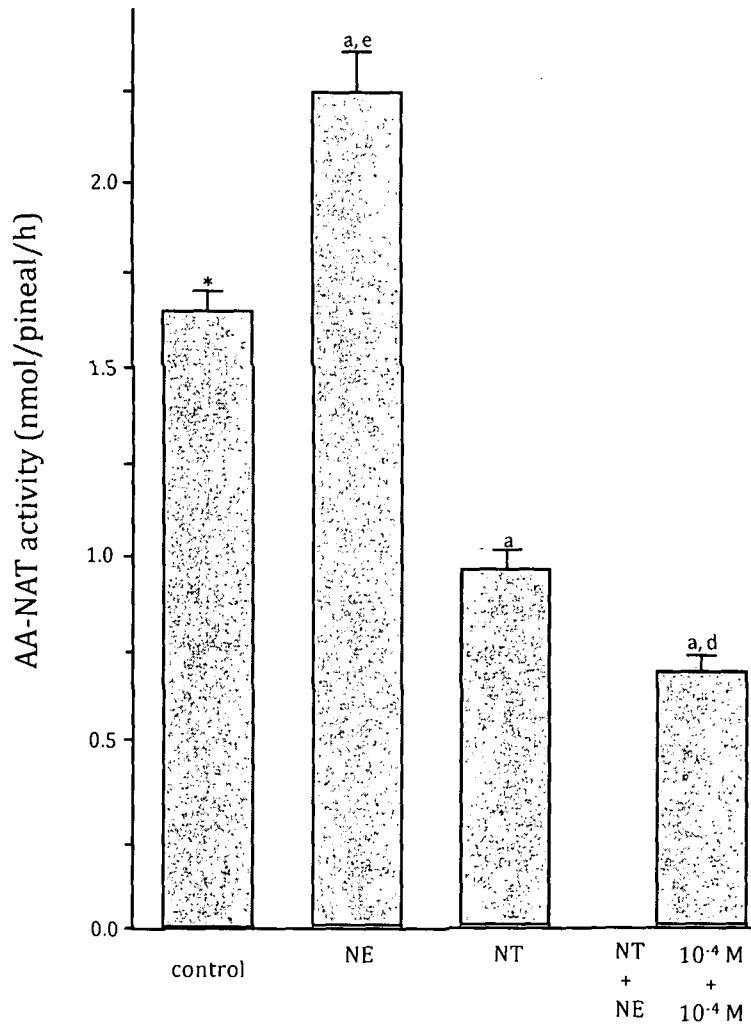 AA-NAT activity (nmol/pineal/h)
2.0
1.5
1.0
0.5
0.0
*
a,e
a
a,d
control
NE
NT
NT 10⁻⁴ M
+ +
NE 10⁻⁴ M